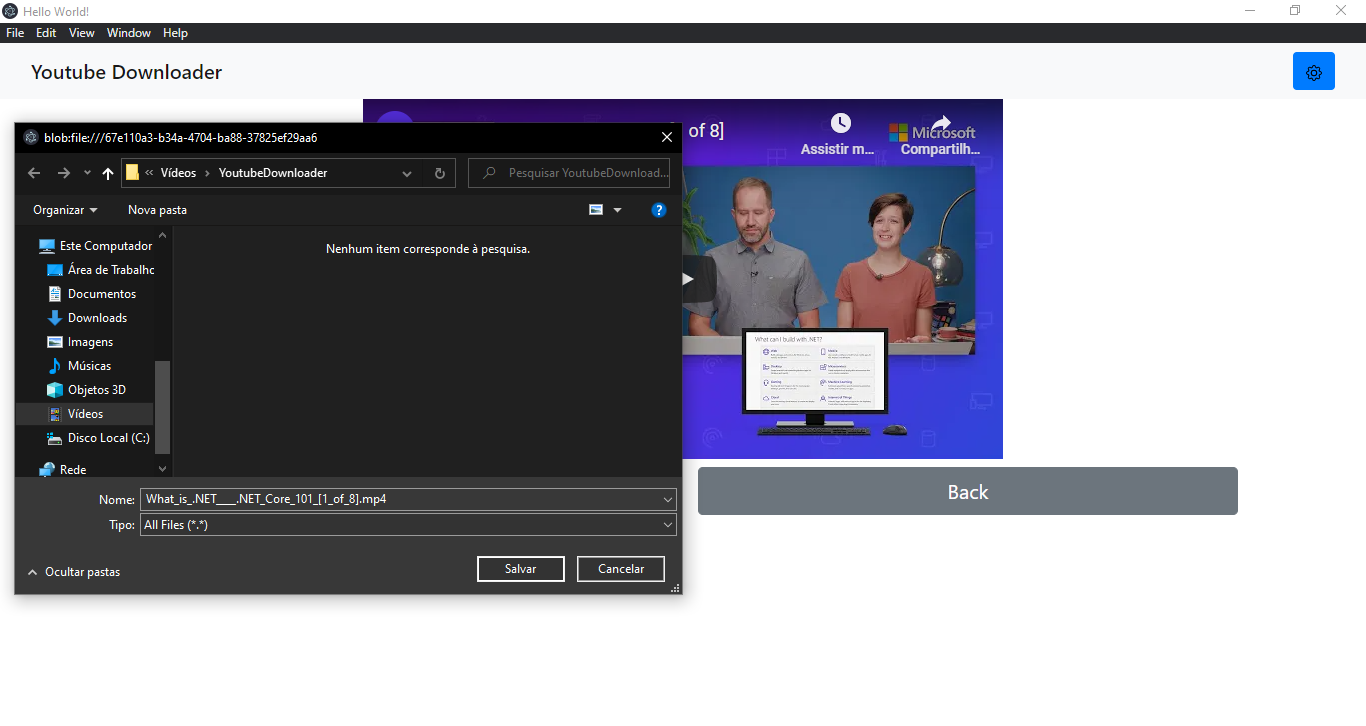 Hello World!
File Edit View Window Help
Youtube Downloader
of 8]
Assistir m...
Compartilh...
Microsoft
What can I build with .NET?
blob:file:///67e110a3-b34a-4704-ba88-37825ef29aa6
« Vídeos › YoutubeDownloader
Pesquisar YoutubeDownload...
Organizar
Nova pasta
?
Este Computador
Área de Trabalho
Documentos
Downloads
Imagens
Músicas
Objetos 3D
Vídeos
Disco Local (C:)
Rede
Nenhum item corresponde à pesquisa.
Nome: What_is_.NET___.NET_Core_101_[1_of_8].mp4
Tipo: All Files (*.*)
Ocultar pastas
Salvar
Cancelar
Back